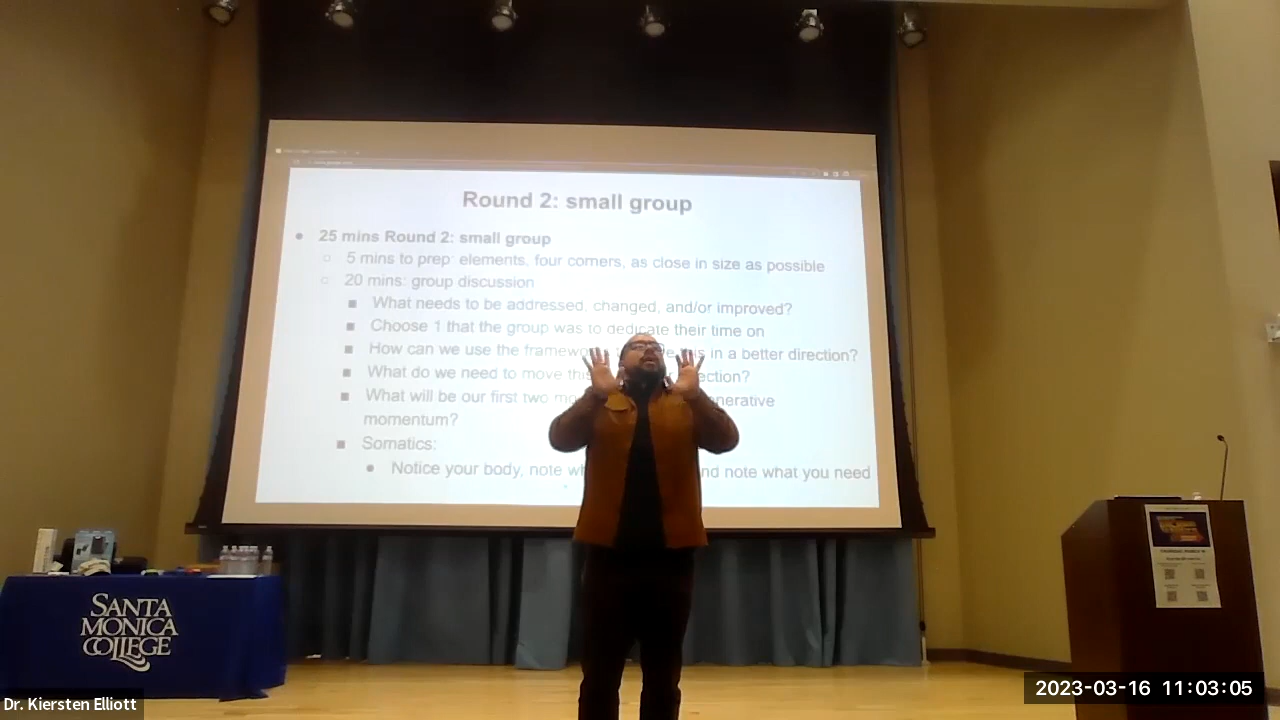 Round 2: small group
25 mins Round 2: small group
5 mins to prep: elements, four corners, as close in size as possible
20 mins: group discussion
What needs to be addressed, changed, and/or improved?
Choose 1 that the group was to dedicate their time on
How can we use the framework this in a better direction?
What do we need to move this direction?
What will be our first two generative
momentum?
Somatics:
Notice your body, note and note what you need
SANTA
MONICA
COLLEGE
Dr. Kiersten Elliott
2023-03-16 11:03:05